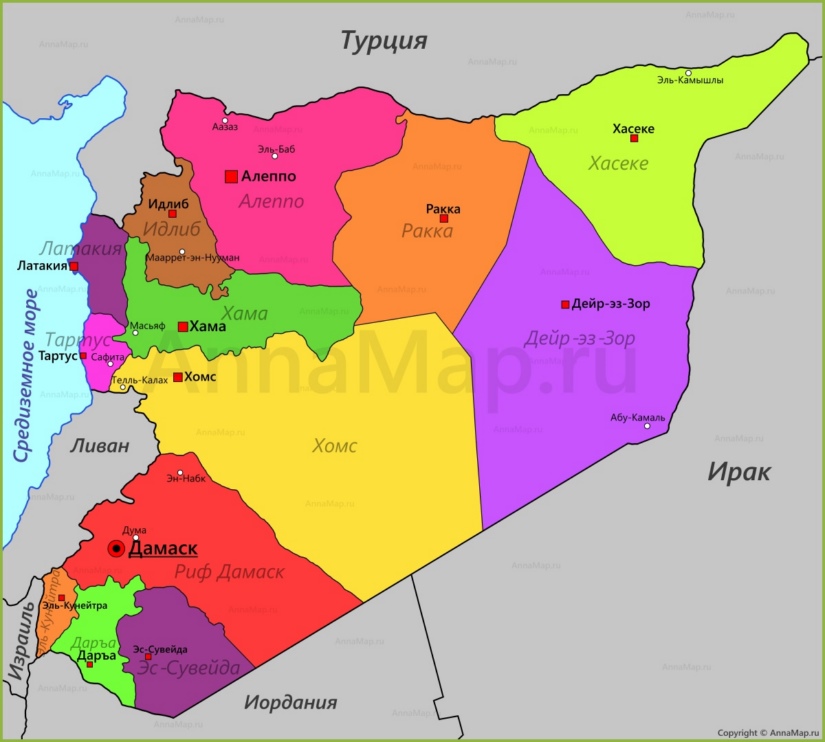 Турция
Эль-Камышлы
Хасеке
Хасеке
Аазаз
Эль-Баб
Алеппо
Алеппо
Идлиб
Идлиб
Ракка
Ракка
Мааррет-эн-Нууман
Латакия
Латакия
Хама
Хама
Масьяф
Дейр-эз-Зор
Дейр-эз-Зор
Тартус
Тартус
Сафита
Средиземное море
AnnaMap.ru
Телль-Калах
Хомс
Хомс
Абу-Камаль
Ливан
Ирак
Эн-Набк
Дума
Дамаск
Риф Дамаск
Эль-Кунейтра
Эль-Кунейтра
Израиль
Даръа
Даръа
Эс-Сувейда
Эс-Сувейда
Иордания
Copyright © AnnaMap.ru